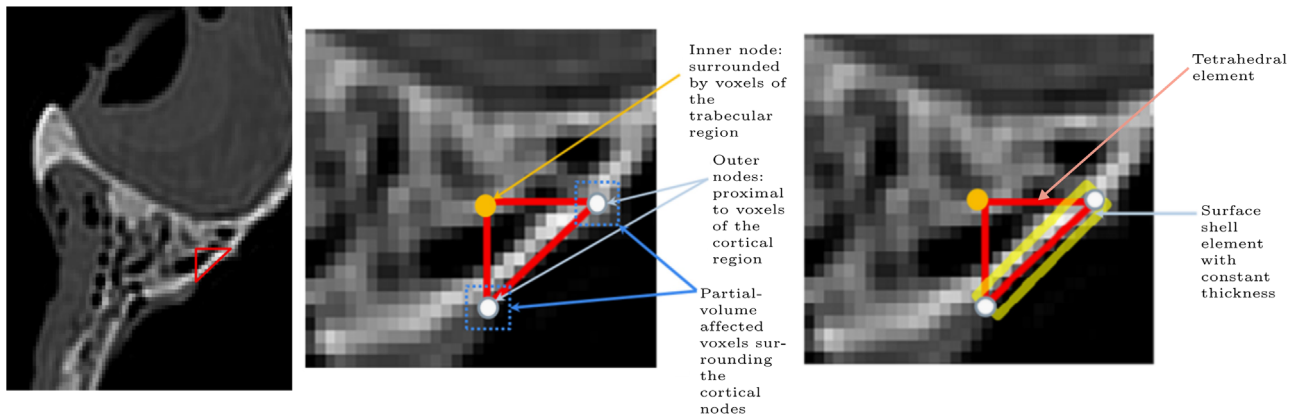 Inner node:
surrounded
by voxels of
the
trabecular
region
Outer
nodes:
proximal
to voxels
of the
cortical
region
Partial-
volume
affected
voxels sur-
rounding
the
cortical
nodes
Tetrahedral
element
Surface
shell
element
with
constant
thickness